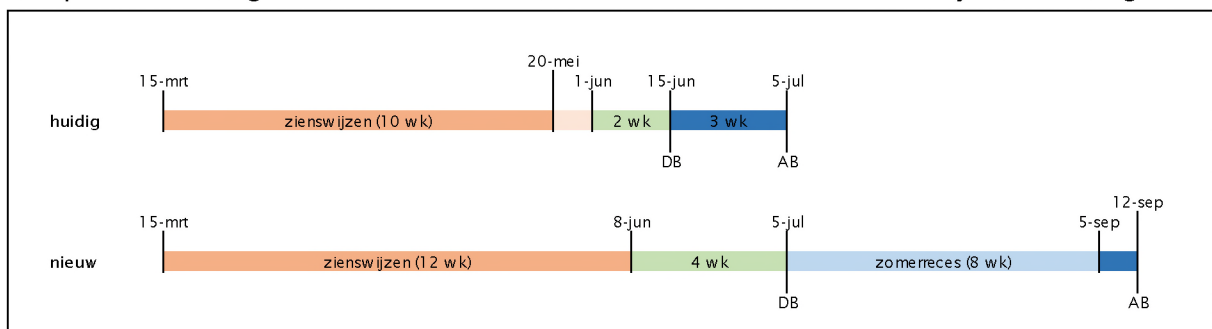 20-mei
15-mrt 1-jun 15-jun 5-jul
huidig zienswijzen (10 wk) 2 wk 3 wk
DB AB
12-sep
15-mrt 8-jun 5-jul 5-sep
nieuw zienswijzen (12 wk) 4 wk zomerreces (8 wk)
DB AB